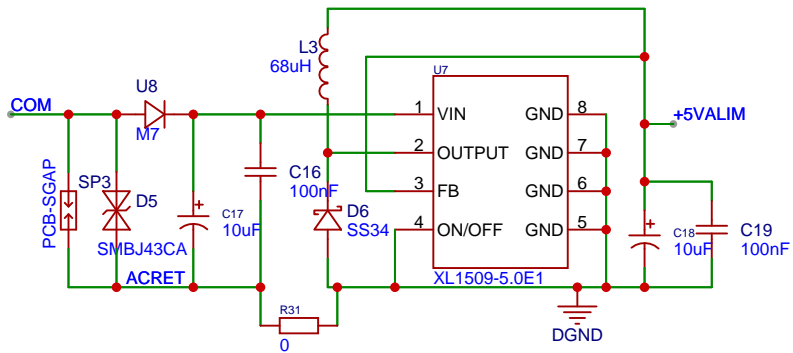 L3
68uH
U7
U8
COM
M7
1 VIN GND 8
+5VALIM
2 OUTPUT GND 7
C16
100nF
SP3
PCB-SGAP
D5
3 FB GND 6
D6
SS34
C17
10uF
4 ON/OFF GND 5
C18
10uF
C19
100nF
SMBJ43CA
XL1509-5.0E1
ACRET
R31
0
DGND